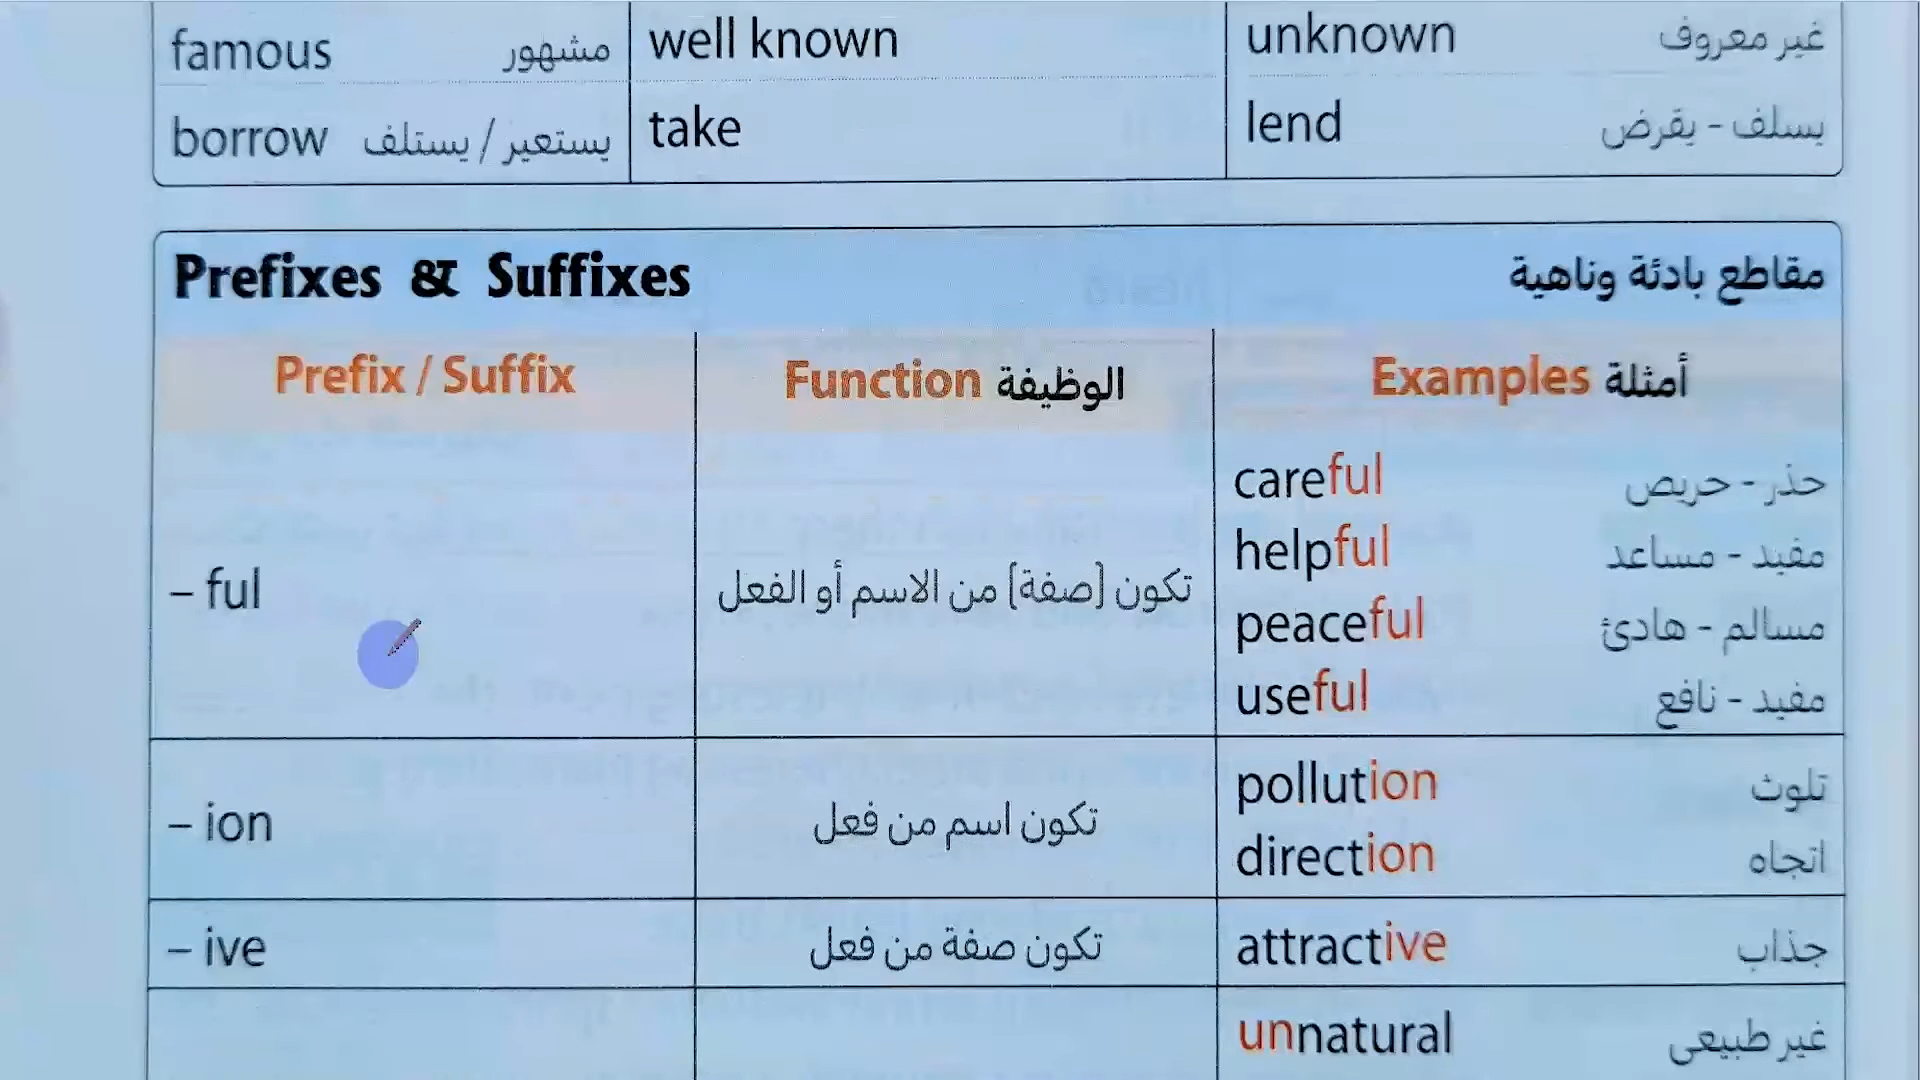 famous مشهور well known unknown غير معروف
borrow يستعير / يستلف take lend يسلف - يقرض
Prefixes & Suffixes مقاطع بادئة وناهية
Prefix / Suffix Function الوظيفة Examples أمثلة
careful حذر - حريص
helpful مفيد - مساعد
– ful تكون (صفة) من الاسم أو الفعل
peaceful مسالم - هادئ
useful مفيد - نافع
pollution تلوث
– ion تكون اسم من فعل
direction اتجاه
– ive تكون صفة من فعل attractive جذاب
unnatural غير طبيعى